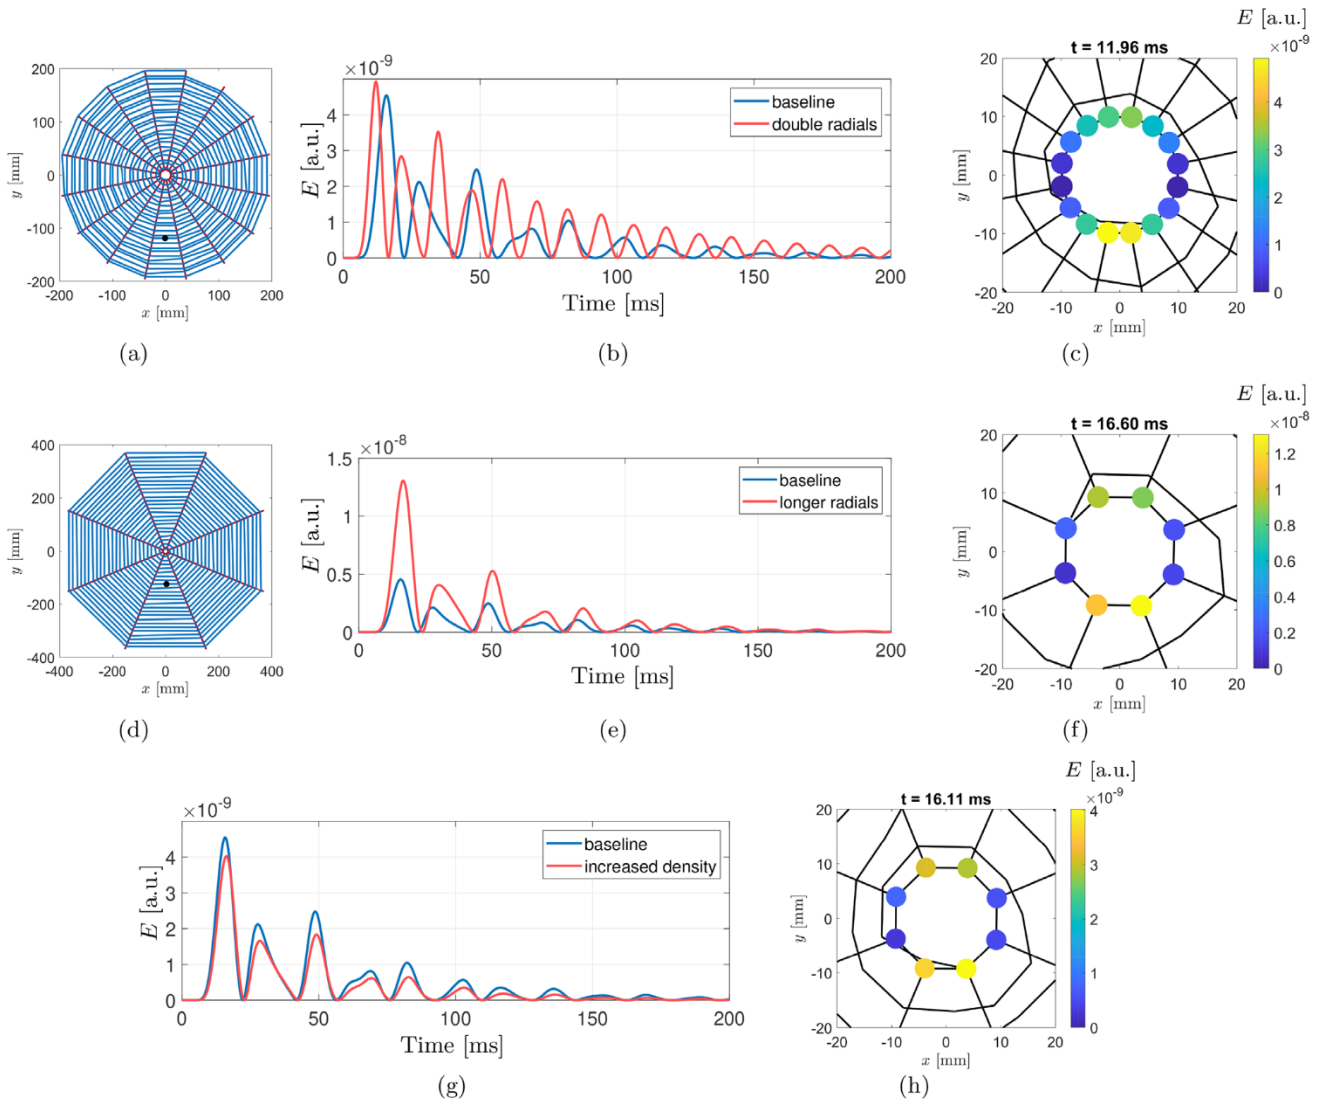 E [a.u.]
×10⁻⁹
t = 11.96 ms
200
100
0
-100
-200
y [mm]
-200 -100 0 100 200
x [mm]
(a)
×10⁻⁹
4
3
2
1
0
E [a.u.]
baseline
double radials
0 50 100 150 200
Time [ms]
(b)
20
10
0
-10
-20
y [mm]
-20 -10 0 10 20
x [mm]
4
3
2
1
0
(c)
E [a.u.]
×10⁻⁸
t = 16.60 ms
400
200
0
-200
-400
y [mm]
-400 -200 0 200 400
x [mm]
(d)
×10⁻⁸
1.5
1
0.5
0
E [a.u.]
baseline
longer radials
0 50 100 150 200
Time [ms]
(e)
20
10
0
-10
-20
y [mm]
-20 -10 0 10 20
x [mm]
1.2
1
0.8
0.6
0.4
0.2
0
(f)
×10⁻⁹
4
3
2
1
0
E [a.u.]
baseline
increased density
0 50 100 150 200
Time [ms]
(g)
E [a.u.]
×10⁻⁹
t = 16.11 ms
20
10
0
-10
-20
y [mm]
-20 -10 0 10 20
x [mm]
4
3
2
1
0
(h)